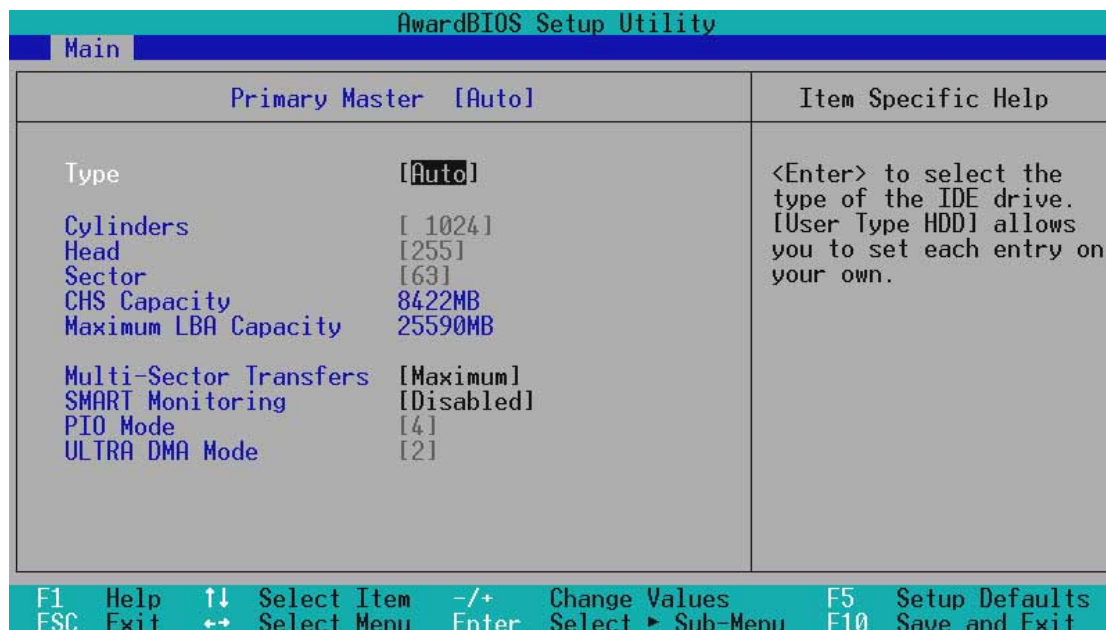 AwardBIOS Setup Utility
Main
Primary Master [Auto]
Item Specific Help
Type [Auto]
Cylinders [ 1024]
Head [255]
Sector [63]
CHS Capacity 8422MB
Maximum LBA Capacity 25590MB
Multi-Sector Transfers [Maximum]
SMART Monitoring [Disabled]
PIO Mode [4]
ULTRA DMA Mode [2]
<Enter> to select the
type of the IDE drive.
[User Type HDD] allows
you to set each entry on
your own.
F1 Help ↑↓ Select Item -/+ Change Values F5 Setup Defaults
ESC Exit ←→ Select Menu Enter Select ► Sub-Menu F10 Save and Exit